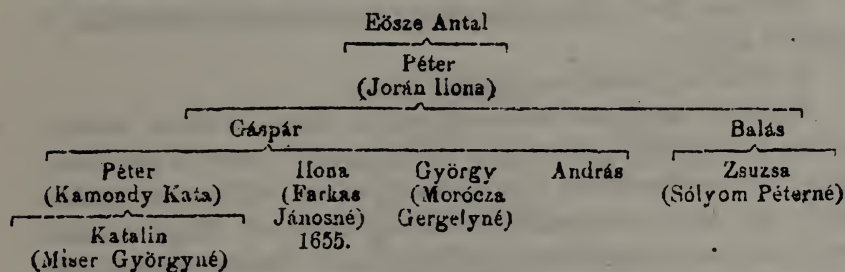 Eősze Antal
Péter
(Jorán Ilona)
Gáspár Balás
Péter Ilona György András Zsuzsa
(Kamondy Kata) (Farkas (Morócza (Sólyom Péterné)
Jánosné) Gergelyné)
Katalin 1655.
(Miser Györgyné)